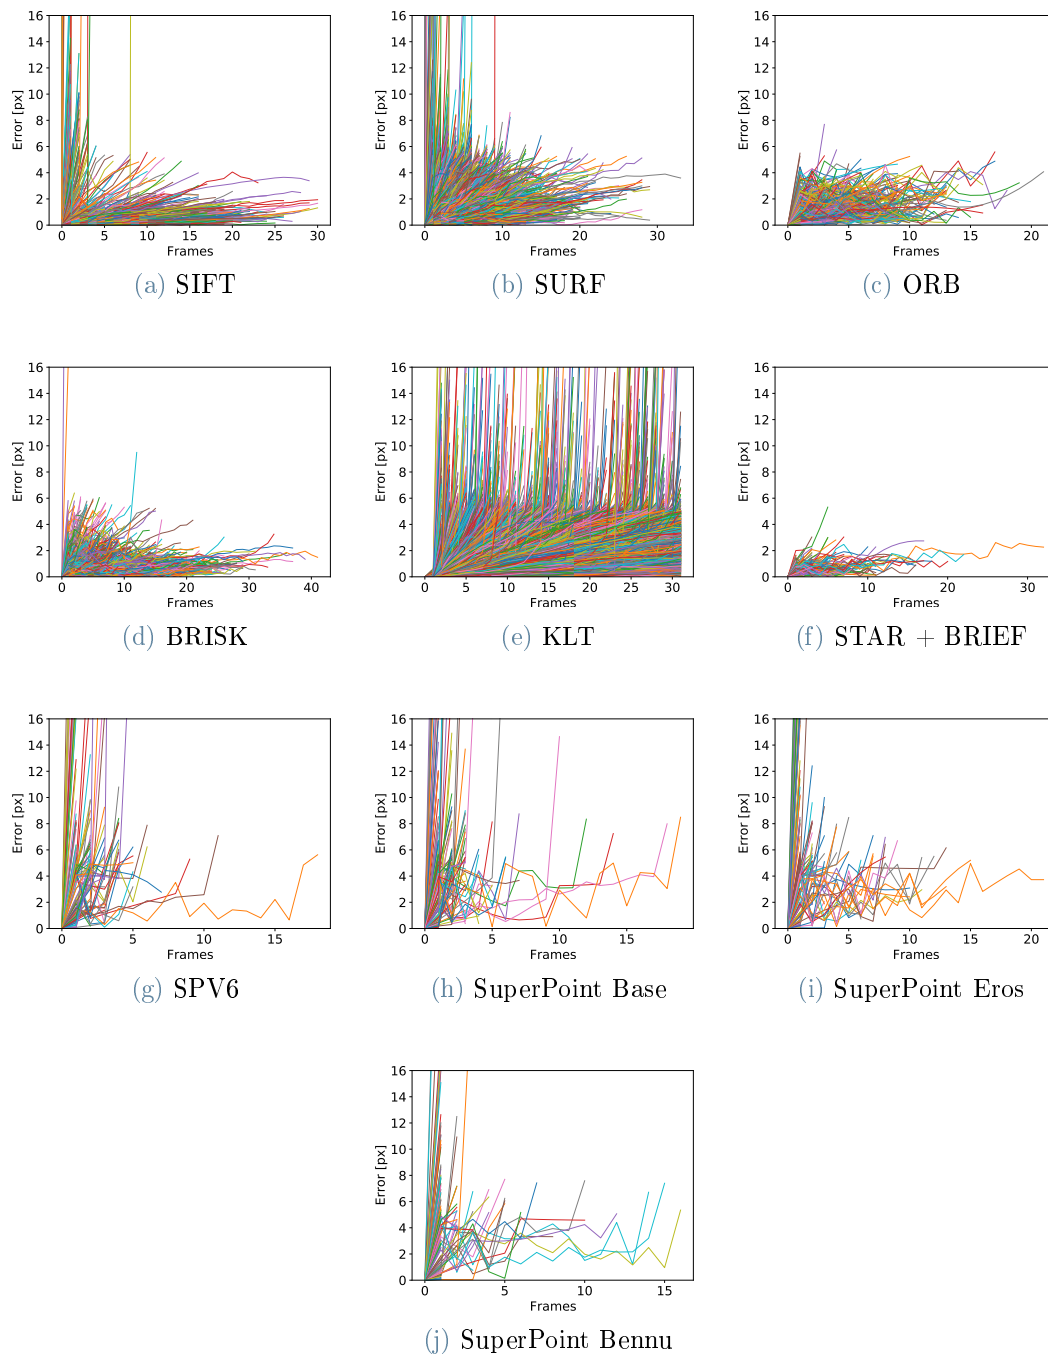 16 16 16
14 14 14
12 12 12
Error [px] 10 Error [px] 10 Error [px] 10
8 8 8
6 6 6
4 4 4
2 2 2
0 0 0
0 5 10 15 20 25 30 0 10 20 30 0 5 10 15 20
Frames Frames Frames
(a) SIFT (b) SURF (c) ORB
16 16 16
14 14 14
12 12 12
Error [px] 10 Error [px] 10 Error [px] 10
8 8 8
6 6 6
4 4 4
2 2 2
0 0 0
0 10 20 30 40 0 5 10 15 20 25 30 0 10 20 30
Frames Frames Frames
(d) BRISK (e) KLT (f) STAR + BRIEF
16 16 16
14 14 14
12 12 12
Error [px] 10 Error [px] 10 Error [px] 10
8 8 8
6 6 6
4 4 4
2 2 2
0 0 0
0 5 10 15 0 5 10 15 0 5 10 15 20
Frames Frames Frames
(g) SPV6 (h) SuperPoint Base (i) SuperPoint Eros
16
14
12
Error [px] 10
8
6
4
2
0
0 5 10 15
Frames
(j) SuperPoint Bennu